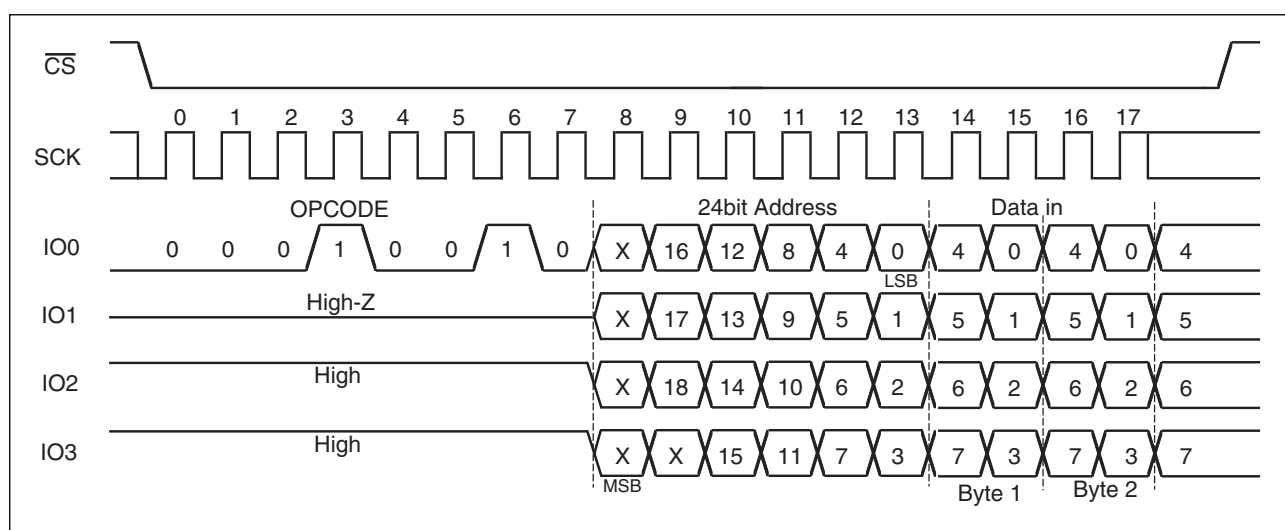 CS
0 1 2 3 4 5 6 7 8 9 10 11 12 13 14 15 16 17
SCK
OPCODE 24bit Address Data in
IO0 0 0 0 1 0 0 1 0 X 16 12 8 4 0 4 0 4 0 4
LSB
High-Z
IO1 X 17 13 9 5 1 5 1 5 1 5
IO2 High X 18 14 10 6 2 6 2 6 2 6
IO3 High X X 15 11 7 3 7 3 7 3 7
MSB Byte 1 Byte 2